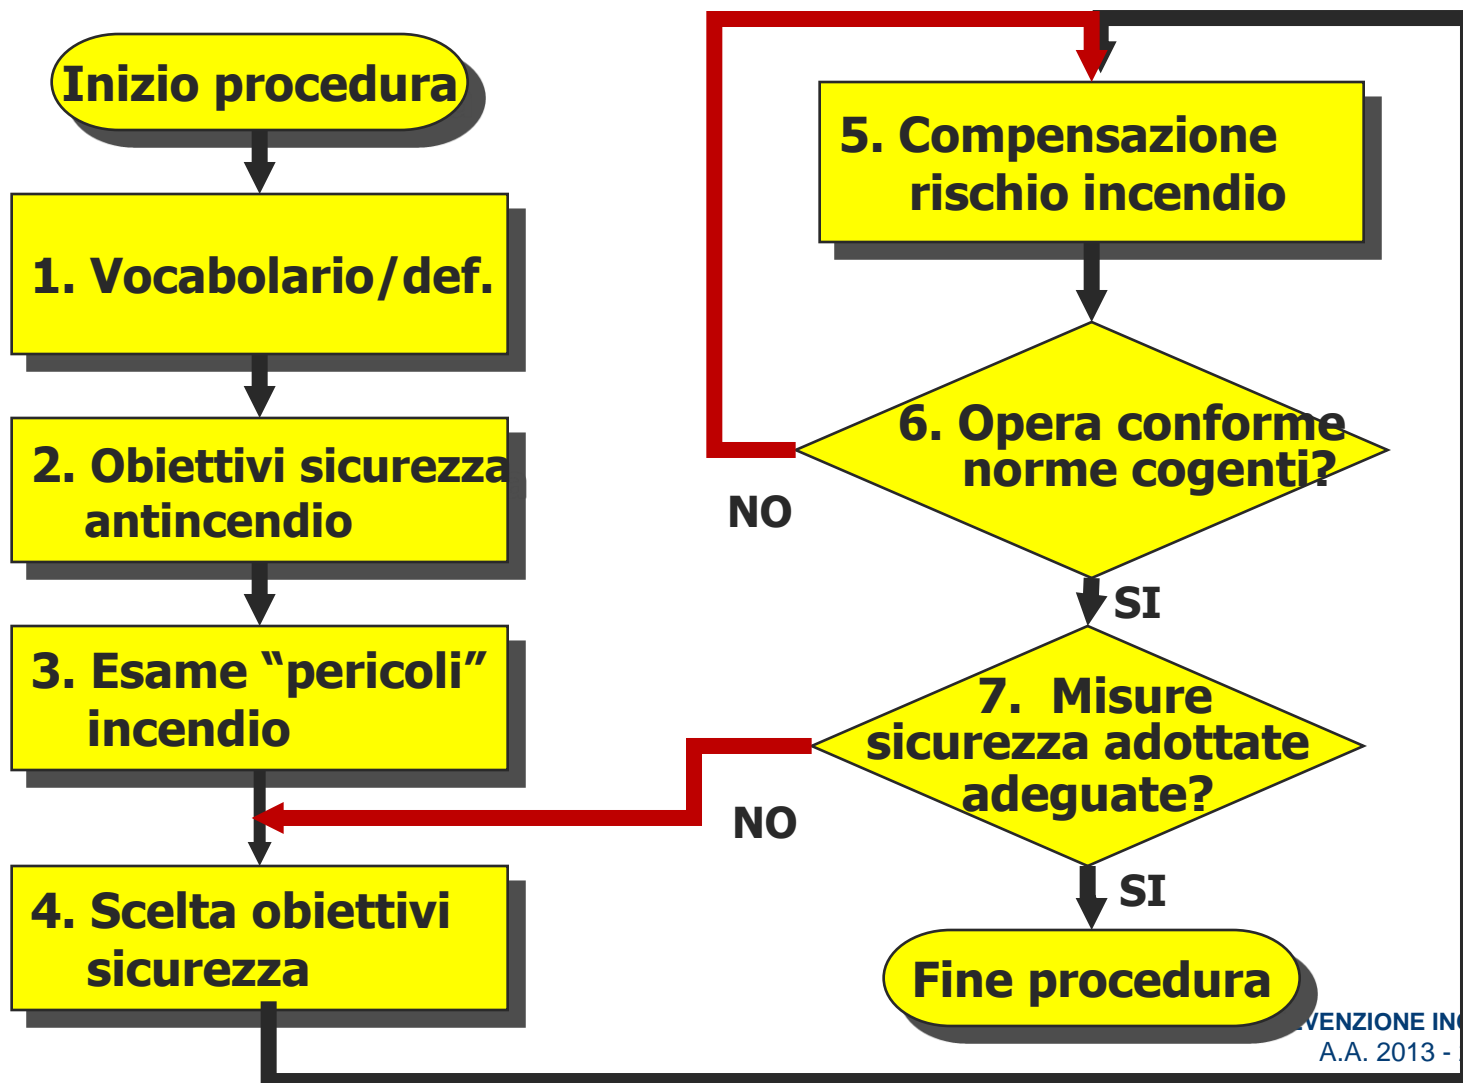 Inizio procedura
1. Vocabolario/def.
2. Obiettivi sicurezza
antincendio
3. Esame “pericoli”
incendio
4. Scelta obiettivi
sicurezza
5. Compensazione
rischio incendio
6. Opera conforme
norme cogenti?
NO
SI
7. Misure
sicurezza adottate
adeguate?
NO
SI
Fine procedura
VENZIONE IN
A.A. 2013 -